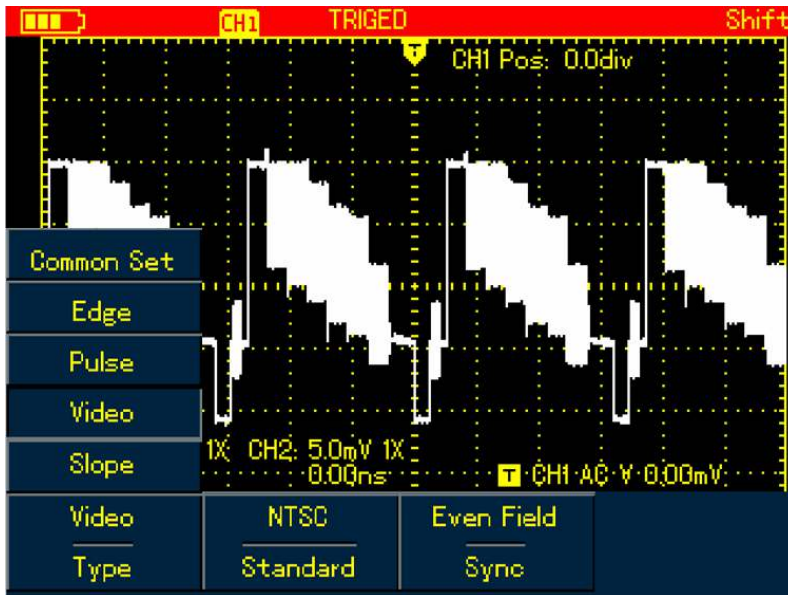 CH1 TRIGED Shift
T CH1 Pos: 0.0div
Common Set
Edge
Pulse
Video
Slope
1X CH2: 5.0mV 1X
0.00ns T CH1 AC V 0.00mV
Video NTSC Even Field
Type Standard Sync